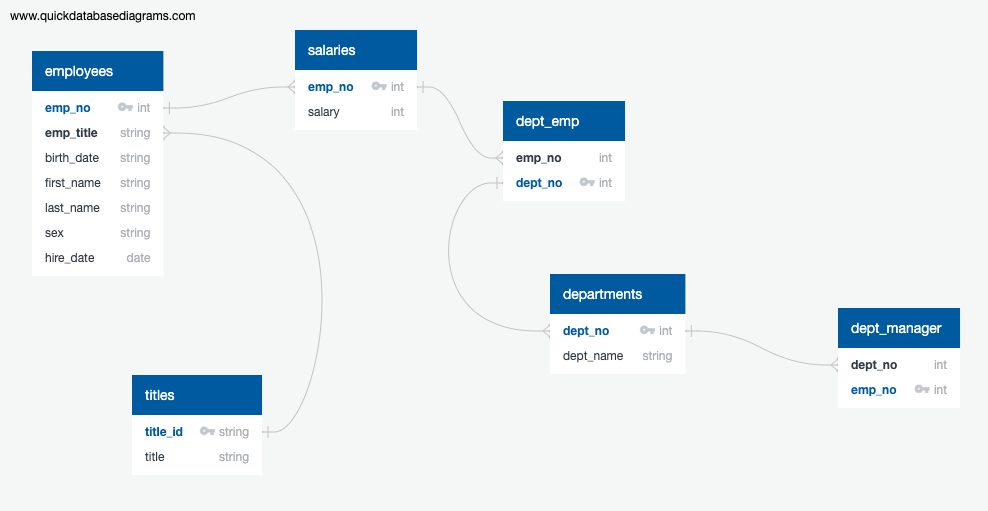 www.quickdatabasediagrams.com
employees
emp_no int
emp_title string
birth_date string
first_name string
last_name string
sex string
hire_date date
salaries
emp_no int
salary int
dept_emp
emp_no int
dept_no int
departments
dept_no int
dept_name string
dept_manager
dept_no int
emp_no int
titles
title_id string
title string